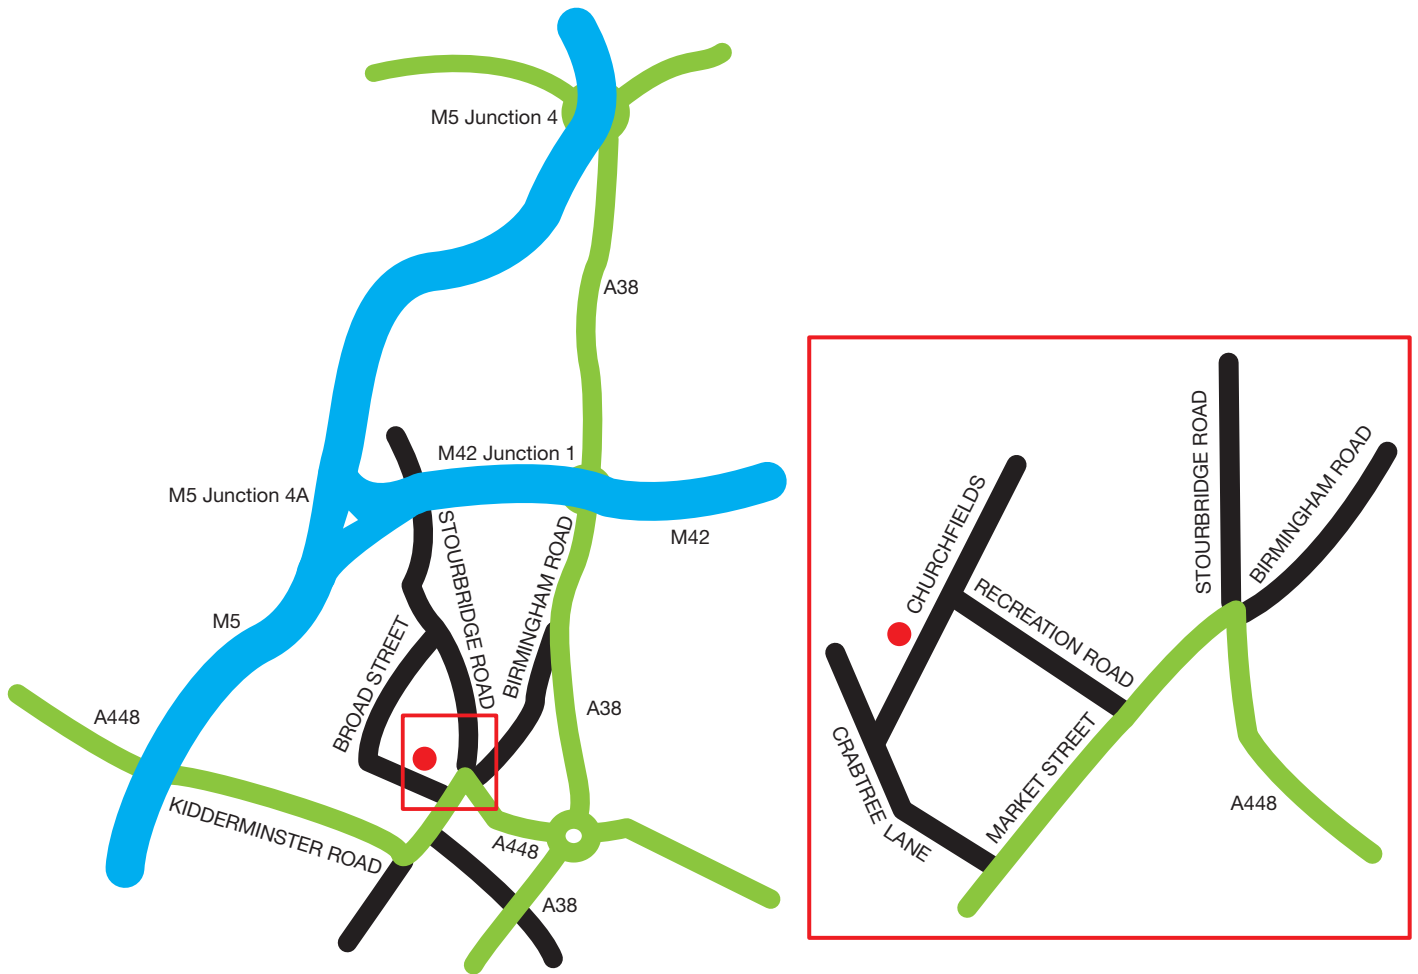 M5 Junction 4
A38
M42 Junction 1
M5 Junction 4A
M42
STOURBRIDGE ROAD
BIRMINGHAM ROAD
M5
BROAD STREET
A448
A38
KIDDERMINSTER ROAD
A448
A38
STOURBRIDGE ROAD
BIRMINGHAM ROAD
CHURCHFIELDS
RECREATION ROAD
CRABTREE LANE
MARKET STREET
A448